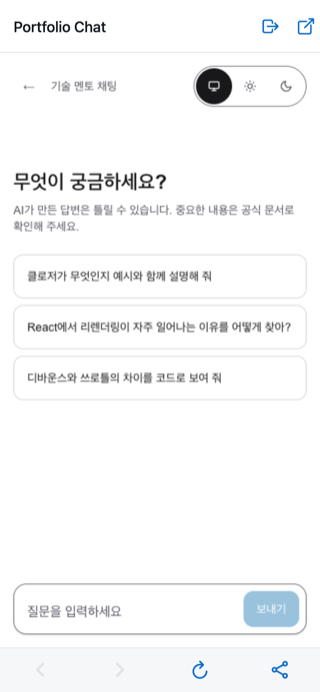 Portfolio Chat
← 기술 멘토 채팅
무엇이 궁금하세요?
AI가 만든 답변은 틀릴 수 있습니다. 중요한 내용은 공식 문서로
확인해 주세요.
클로저가 무엇인지 예시와 함께 설명해 줘
React에서 리렌더링이 자주 일어나는 이유를 어떻게 찾아?
디바운스와 쓰로틀의 차이를 코드로 보여 줘
질문을 입력하세요
보내기